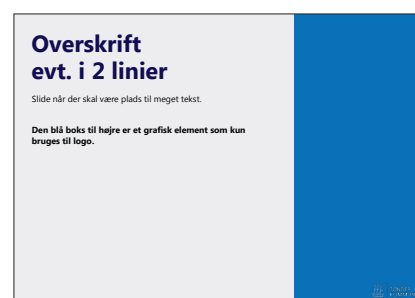 Overskrift
evt. i 2 linier
Slide når der skal være plads til meget tekst.
Den blå boks til højre er et grafisk element som kun
bruges til logo.